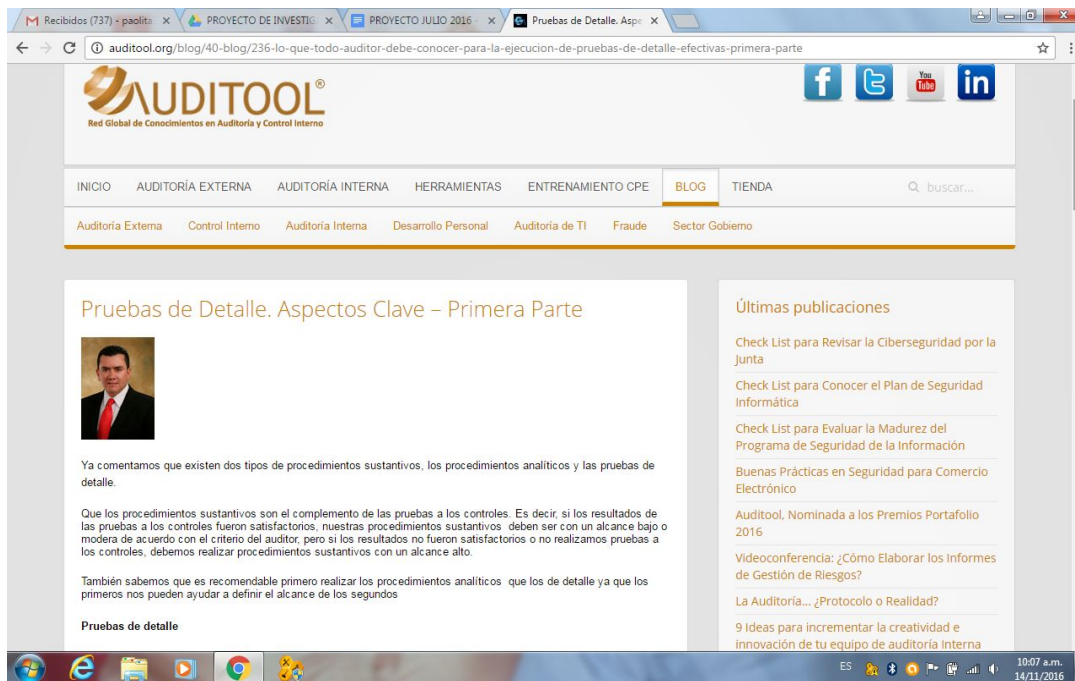 Recibidos (737) - paolita
PROYECTO DE INVESTIG
PROYECTO JULIO 2016 -
Pruebas de Detalle. Aspe
auditool.org/blog/40-blog/236-lo-que-todo-auditor-debe-conocer-para-la-ejecucion-de-pruebas-de-detalle-efectivas-primera-parte
AUDITOOL®
Red Global de Conocimientos en Auditoría y Control Interno
You Tube
INICIO AUDITORÍA EXTERNA AUDITORÍA INTERNA HERRAMIENTAS ENTRENAMIENTO CPE BLOG TIENDA buscar...
Auditoría Externa Control Interno Auditoría Interna Desarrollo Personal Auditoría de TI Fraude Sector Gobierno
Pruebas de Detalle. Aspectos Clave – Primera Parte
Ya comentamos que existen dos tipos de procedimientos sustantivos, los procedimientos analíticos y las pruebas de
detalle.
Que los procedimientos sustantivos son el complemento de las pruebas a los controles. Es decir, si los resultados de
las pruebas a los controles fueron satisfactorios, nuestras procedimientos sustantivos deben ser con un alcance bajo o
modera de acuerdo con el criterio del auditor, pero si los resultados no fueron satisfactorios o no realizamos pruebas a
los controles, debemos realizar procedimientos sustantivos con un alcance alto.
También sabemos que es recomendable primero realizar los procedimientos analíticos que los de detalle ya que los
primeros nos pueden ayudar a definir el alcance de los segundos
Pruebas de detalle
Últimas publicaciones
Check List para Revisar la Ciberseguridad por la
Junta
Check List para Conocer el Plan de Seguridad
Informática
Check List para Evaluar la Madurez del
Programa de Seguridad de la Información
Buenas Prácticas en Seguridad para Comercio
Electrónico
Auditool, Nominada a los Premios Portafolio
2016
Videoconferencia: ¿Cómo Elaborar los Informes
de Gestión de Riesgos?
La Auditoría... ¿Protocolo o Realidad?
9 Ideas para incrementar la creatividad e
innovación de tu equipo de auditoría Interna
ES
10:07 a.m.
14/11/2016